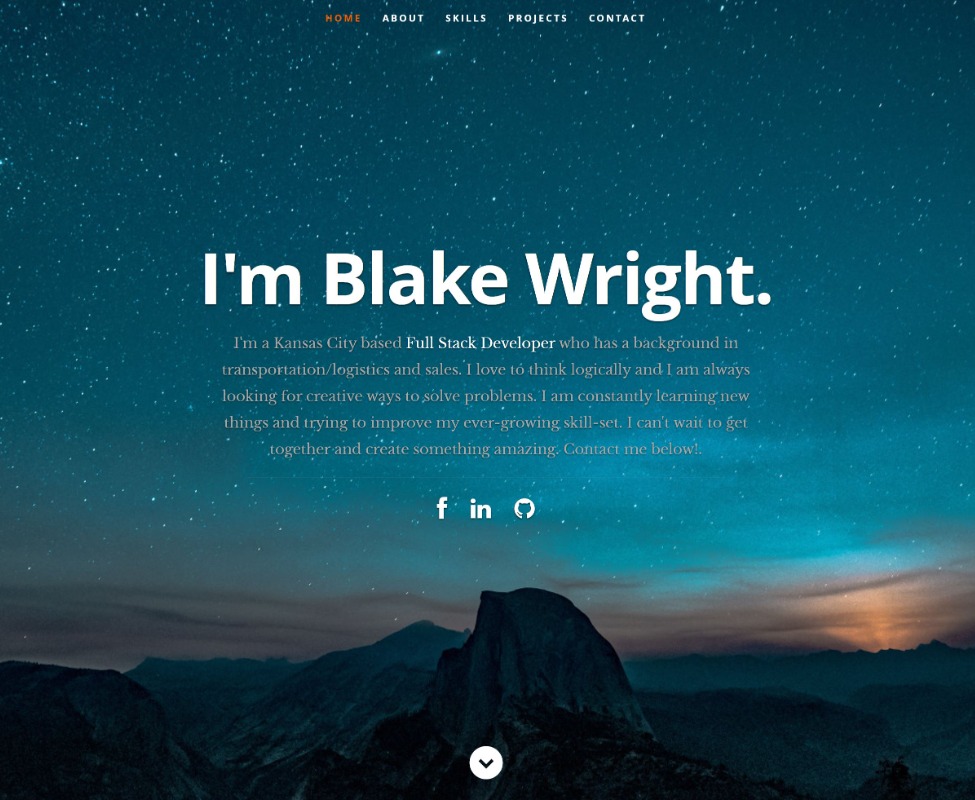 HOME ABOUT SKILLS PROJECTS CONTACT
I'm Blake Wright.
I'm a Kansas City based Full Stack Developer who has a background in
transportation/logistics and sales. I love to think logically and I am always
looking for creative ways to solve problems. I am constantly learning new
things and trying to improve my ever-growing skill-set. I can't wait to get
together and create something amazing. Contact me below!.